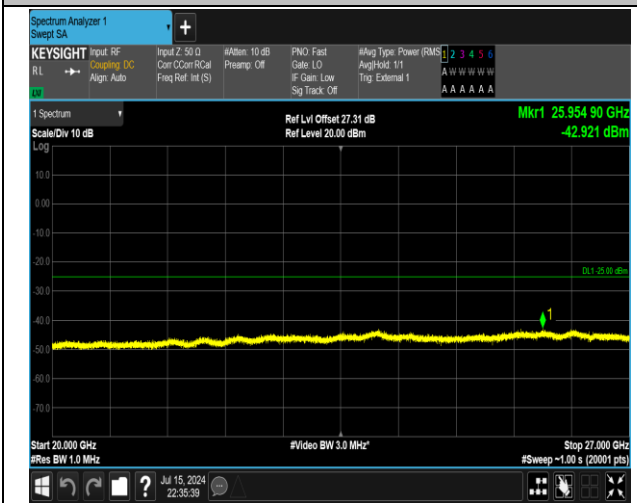 Spectrum Analyzer 1
Swept SA
+
KEYSIGHT
RL
LXI
Input: RF
Coupling: DC
Align: Auto
Input Z: 50 Ω
Corr CCorr RCal
Freq Ref: Int (S)
#Atten: 10 dB
Preamp: Off
PNO: Fast
Gate: LO
IF Gain: Low
Sig Track: Off
#Avg Type: Power (RMS
Avg|Hold: 1/1
Trig: External 1
1 2 3 4 5 6
A W W W W W
A A A A A A
1 Spectrum
Scale/Div 10 dB
Log
Ref Lvl Offset 27.31 dB
Ref Level 20.00 dBm
Mkr1 25.954 90 GHz
-42.921 dBm
10.0
0.00
-10.0
-20.0
DL1 -25.00 dBm
-30.0
-40.0
1
-50.0
-60.0
-70.0
Start 20.000 GHz
#Res BW 1.0 MHz
#Video BW 3.0 MHz*
Stop 27.000 GHz
#Sweep ~1.00 s (20001 pts)
?
Jul 15, 2024
22:35:39